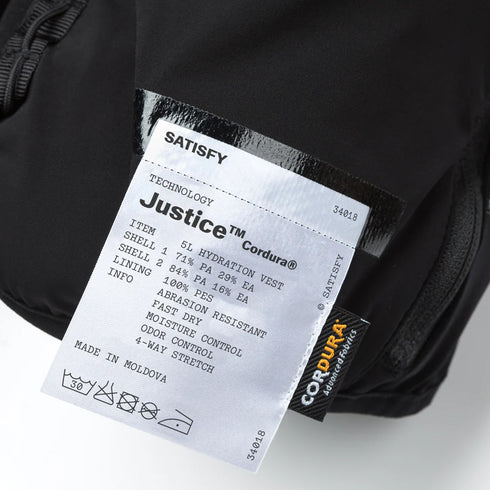 SATISFY
34018
TECHNOLOGY
Justice™ Cordura®
ITEM 5L HYDRATION VEST
SHELL 1 71% PA 29% EA
SHELL 2 84% PA 16% EA
LINING 100% PES
INFO ABRASION RESISTANT
FAST DRY
MOISTURE CONTROL
ODOR CONTROL
4-WAY STRETCH
MADE IN MOLDOVA
© SATISFY
30
34018
CORDURA®
Advanced Fabrics